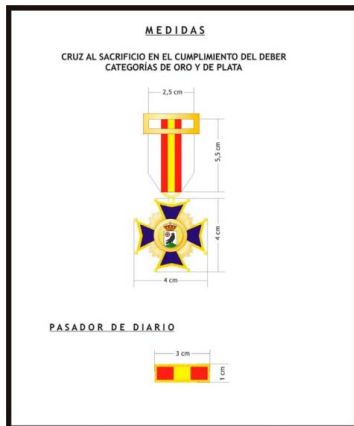 MEDIDAS
CRUZ AL SACRIFICIO EN EL CUMPLIMIENTO DEL DEBER
CATEGORÍAS DE ORO Y DE PLATA
2,5 cm
5,5 cm
4 cm
4 cm
PASADOR DE DIARIO
3 cm
1 cm